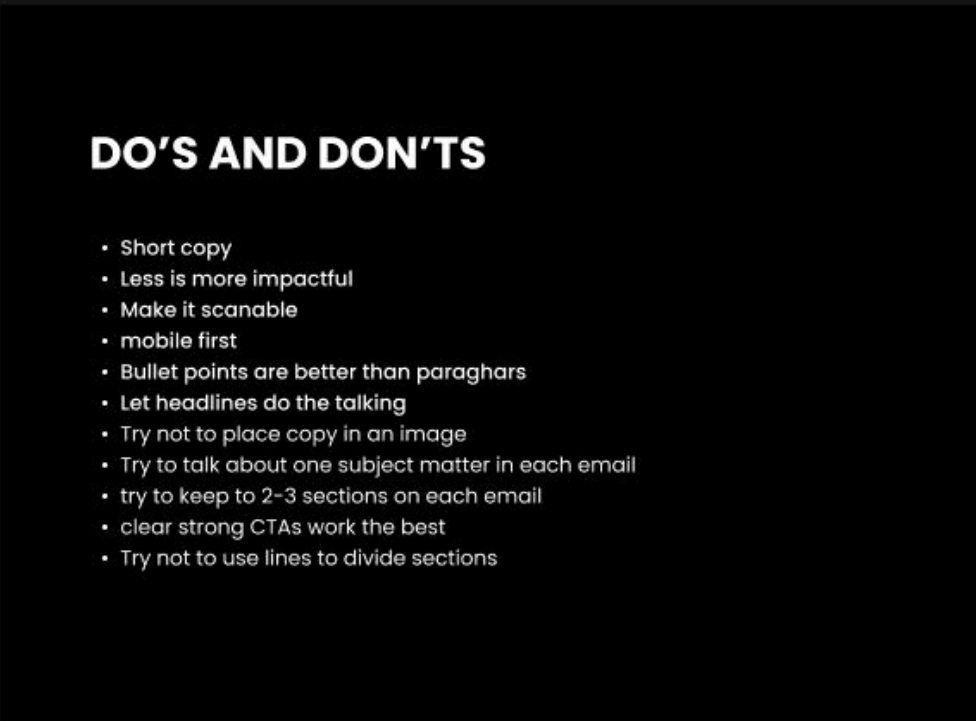 DO’S AND DON’TS
• Short copy
• Less is more impactful
• Make it scanable
• mobile first
• Bullet points are better than paraghars
• Let headlines do the talking
• Try not to place copy in an image
• Try to talk about one subject matter in each email
• try to keep to 2-3 sections on each email
• clear strong CTAs work the best
• Try not to use lines to divide sections